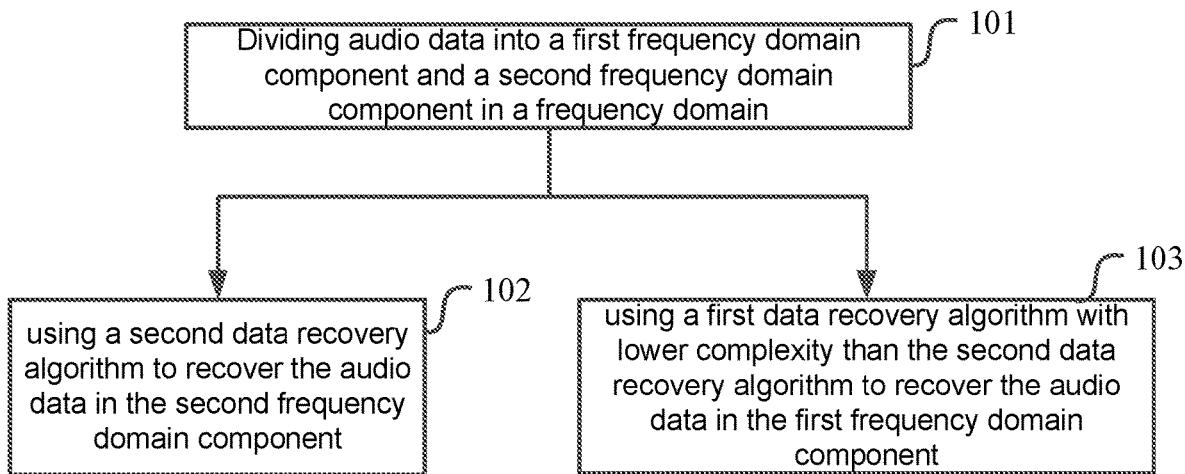 Dividing audio data into a first frequency domain
component and a second frequency domain
component in a frequency domain
101
using a second data recovery
algorithm to recover the audio
data in the second frequency
domain component
102
using a first data recovery algorithm with
lower complexity than the second data
recovery algorithm to recover the audio
data in the first frequency domain
component
103